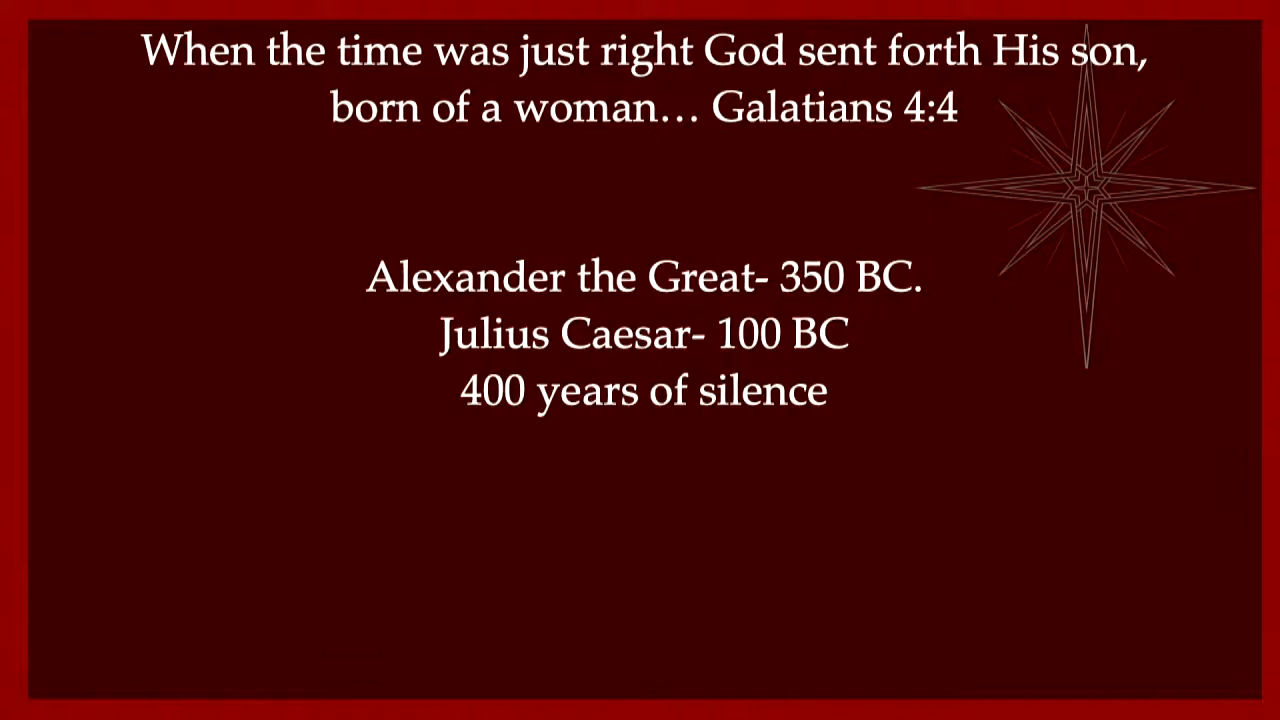 When the time was just right God sent forth His son,
born of a woman… Galatians 4:4
Alexander the Great- 350 BC.
Julius Caesar- 100 BC
400 years of silence